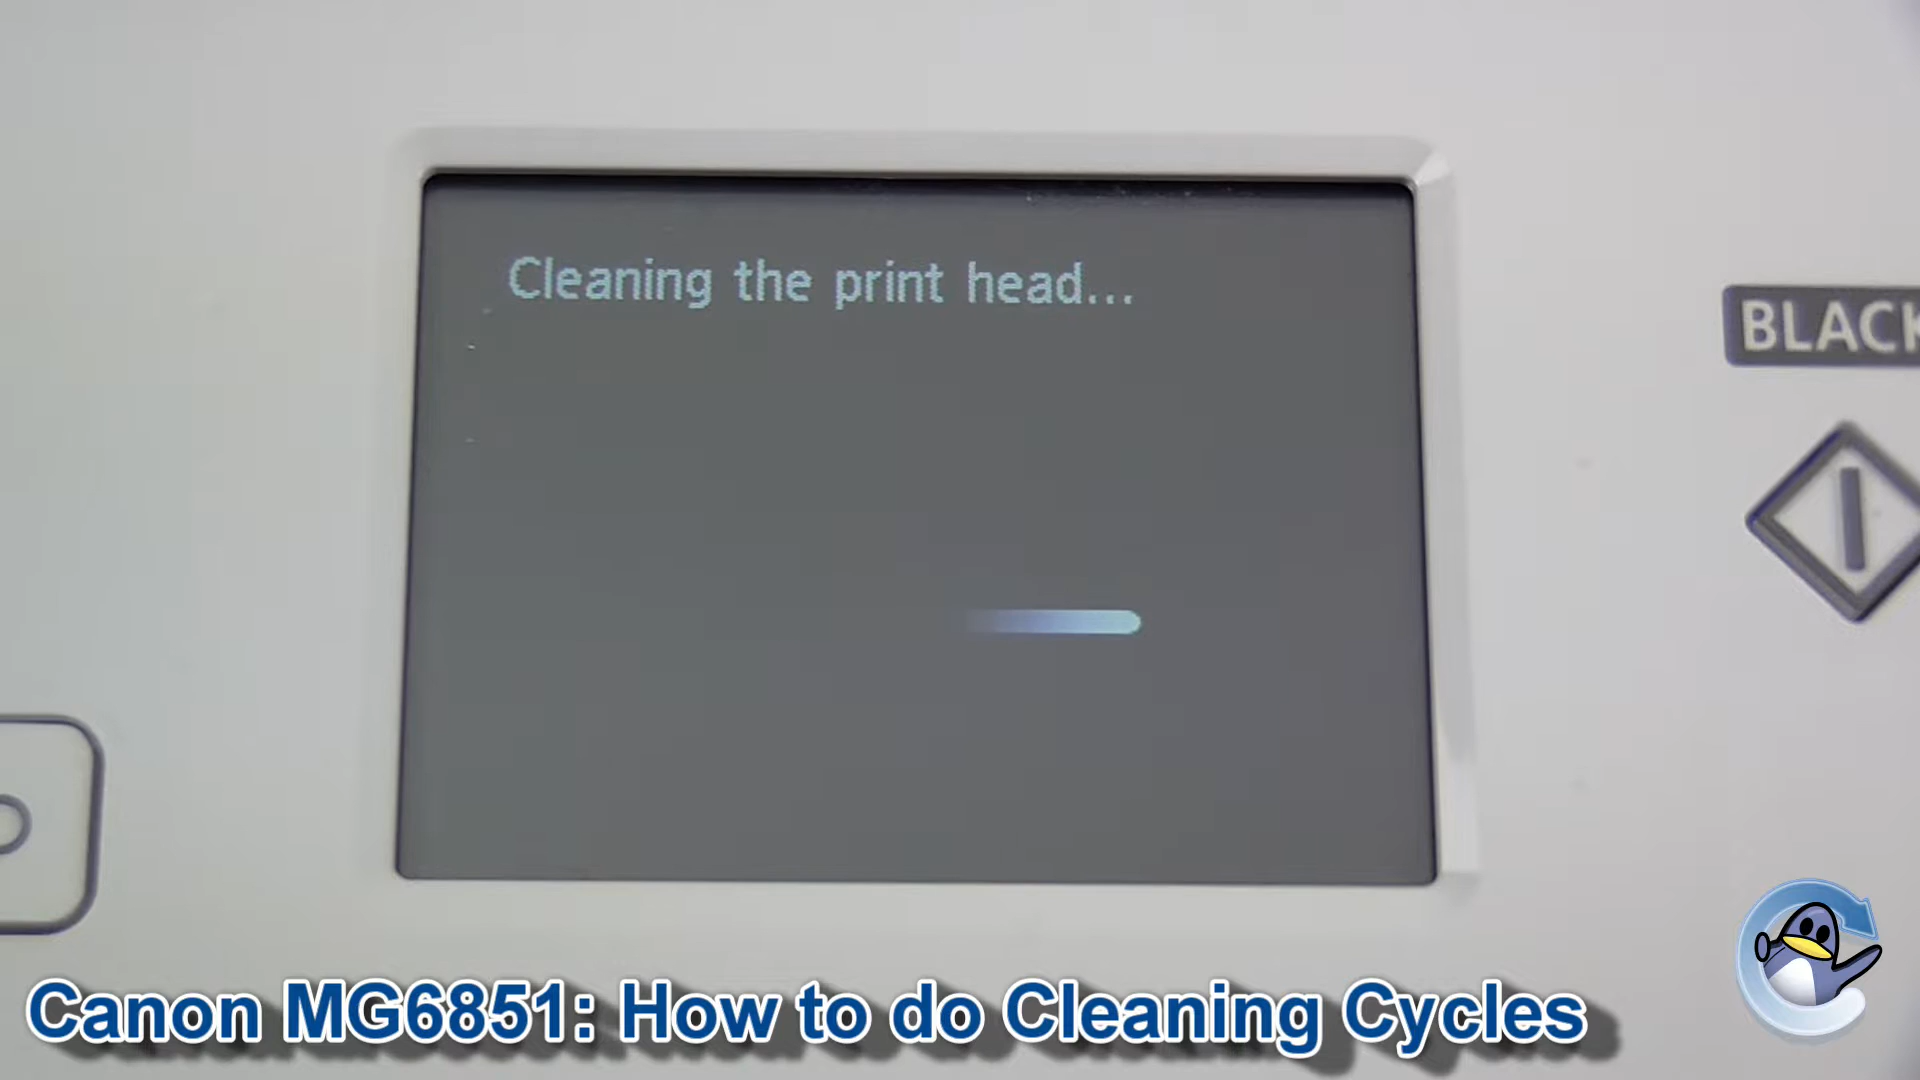 Cleaning the print head...
BLACK
Canon MG6851: How to do Cleaning Cycles